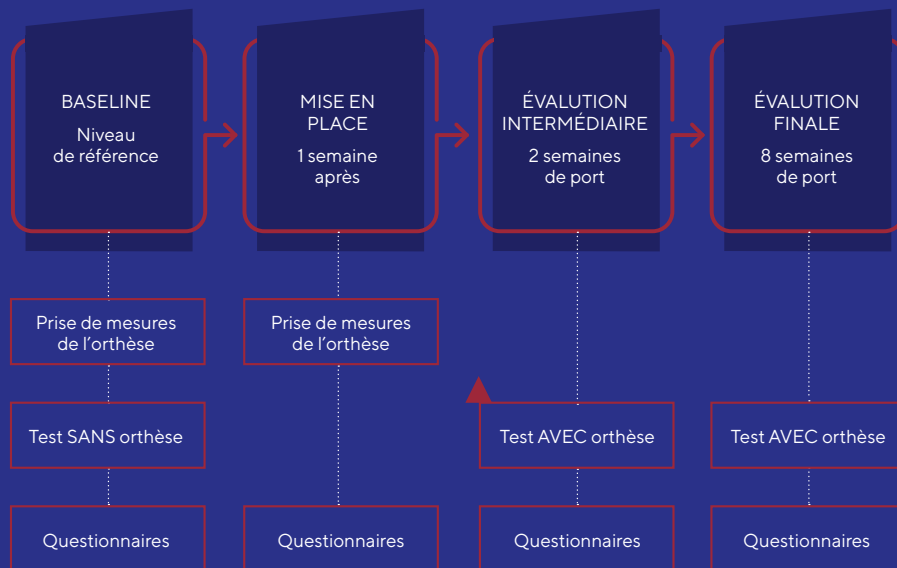 BASELINE
Niveau
de référence
MISE EN
PLACE
1 semaine
après
ÉVALUTION
INTERMÉDIAIRE
2 semaines
de port
ÉVALUTION
FINALE
8 semaines
de port
Prise de mesures
de l’orthèse
Prise de mesures
de l’orthèse
Test SANS orthèse
Test AVEC orthèse
Test AVEC orthèse
Questionnaires
Questionnaires
Questionnaires
Questionnaires